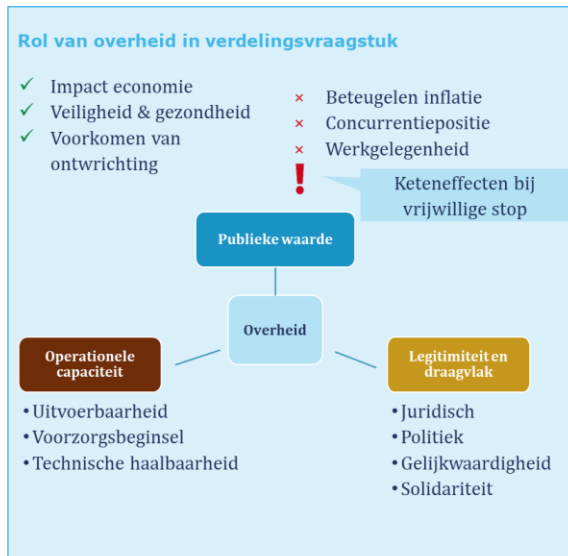 Rol van overheid in verdelingsvraagstuk
✓ Impact economie
✓ Veiligheid & gezondheid
✓ Voorkomen van
ontwrichting
× Beteugelen inflatie
× Concurrentiepositie
× Werkgelegenheid
!
Keteneffecten bij
vrijwillige stop
Publieke waarde
Overheid
Operationele
capaciteit
• Uitvoerbaarheid
• Voorzorgsbeginsel
• Technische haalbaarheid
Legitimiteit en
draagvlak
• Juridisch
• Politiek
• Gelijkwaardigheid
• Solidariteit